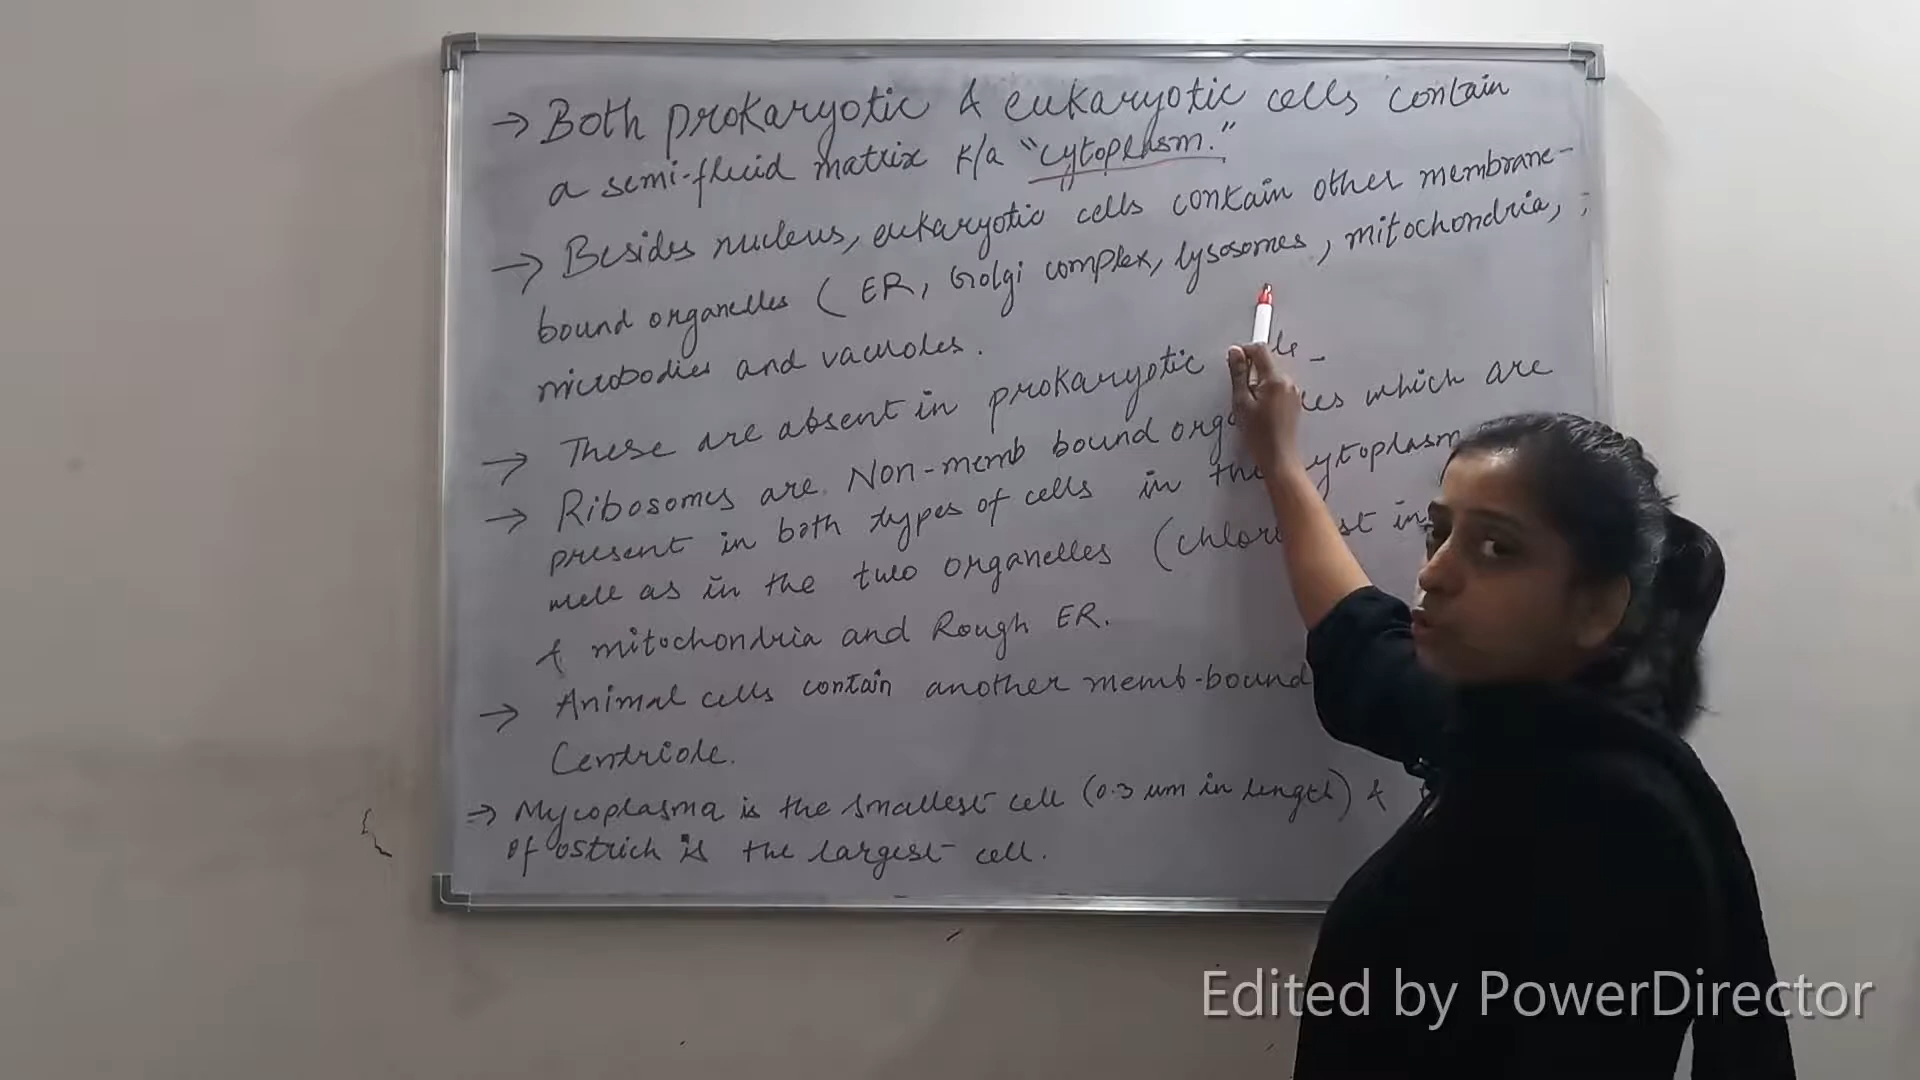 → Both prokaryotic & eukaryotic cells contain
a semi-fluid matrix k/a "cytoplasm."
→ Besides nucleus, eukaryotic cells contain other membrane-
bound organelles (ER, Golgi complex, lysosomes, mitochondria,
microbodies and vacuoles.
→ These are absent in prokaryotic
→ Ribosomes are Non-memb bound which are
present in both types of cells in the cytoplasm
well as in the two organelles (
& mitochondria and Rough ER.
→ Animal cells contain another memb-bound
Centriole.
⇒ Mycoplasma is the smallest cell (0.3 um in length) &
of ostrich is the largest cell.
Edited by PowerDirector